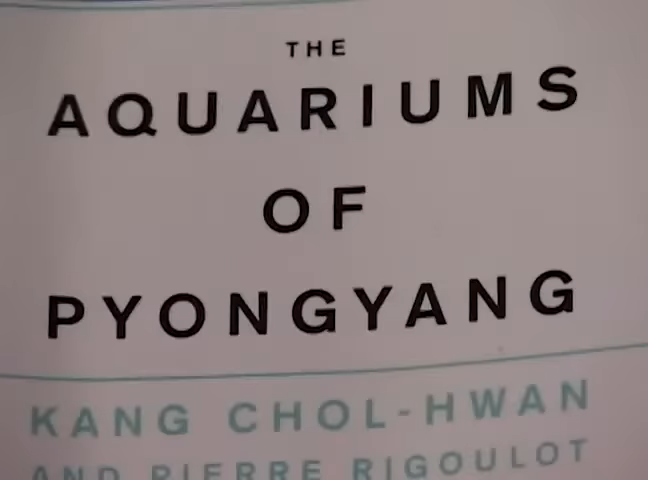 THE
AQUARIUMS
OF
PYONGYANG
KANG CHOL-HWAN
AND PIERRE RIGOULOT